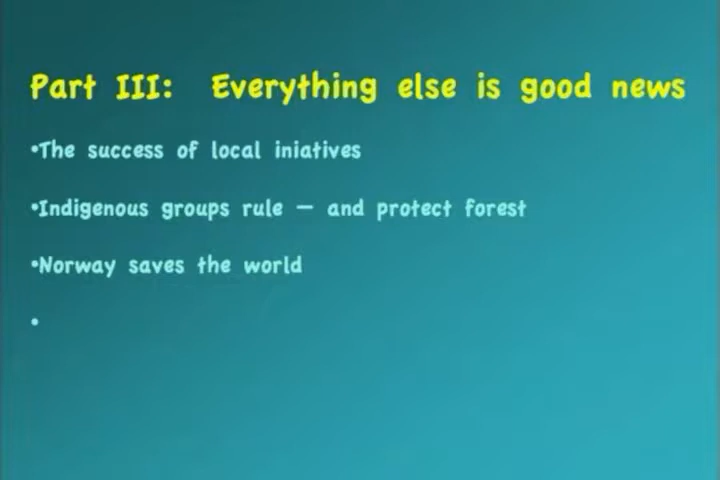 Part III: Everything else is good news
•The success of local iniatives
•Indigenous groups rule – and protect forest
•Norway saves the world
•